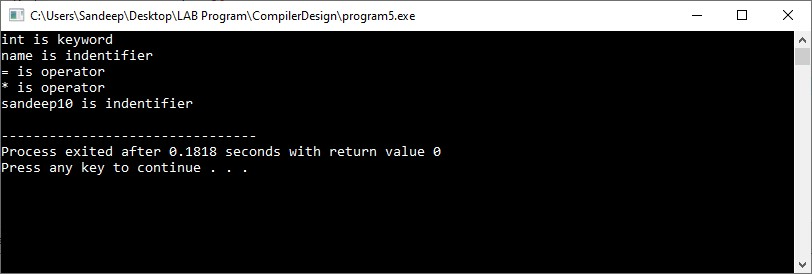 C:\Users\Sandeep\Desktop\LAB Program\CompilerDesign\program5.exe
int is keyword
name is indentifier
= is operator
* is operator
sandeep10 is indentifier
--------------------------------
Process exited after 0.1818 seconds with return value 0
Press any key to continue . . .